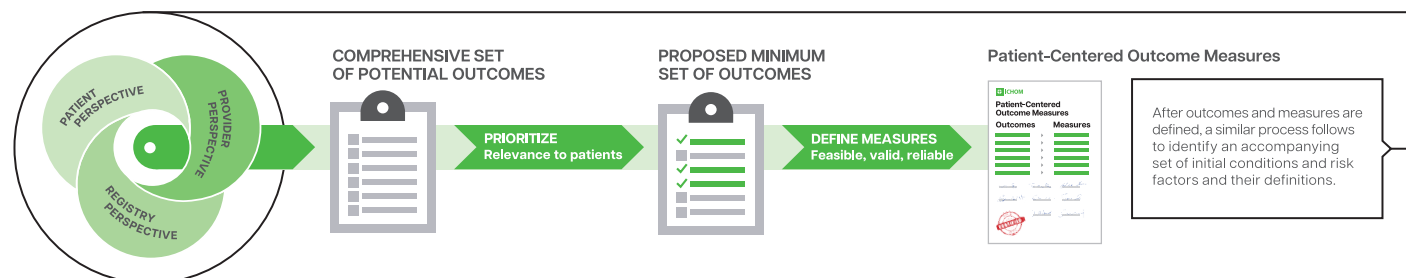 PATIENT
PERSPECTIVE
PROVIDER
PERSPECTIVE
REGISTRY
PERSPECTIVE
COMPREHENSIVE SET
OF POTENTIAL OUTCOMES
PRIORITIZE
Relevance to patients
PROPOSED MINIMUM
SET OF OUTCOMES
DEFINE MEASURES
Feasible, valid, reliable
Patient-Centered Outcome Measures
ICHOM
Patient-Centered
Outcome Measures
Outcomes Measures
After outcomes and measures are
defined, a similar process follows
to identify an accompanying
set of initial conditions and risk
factors and their definitions.